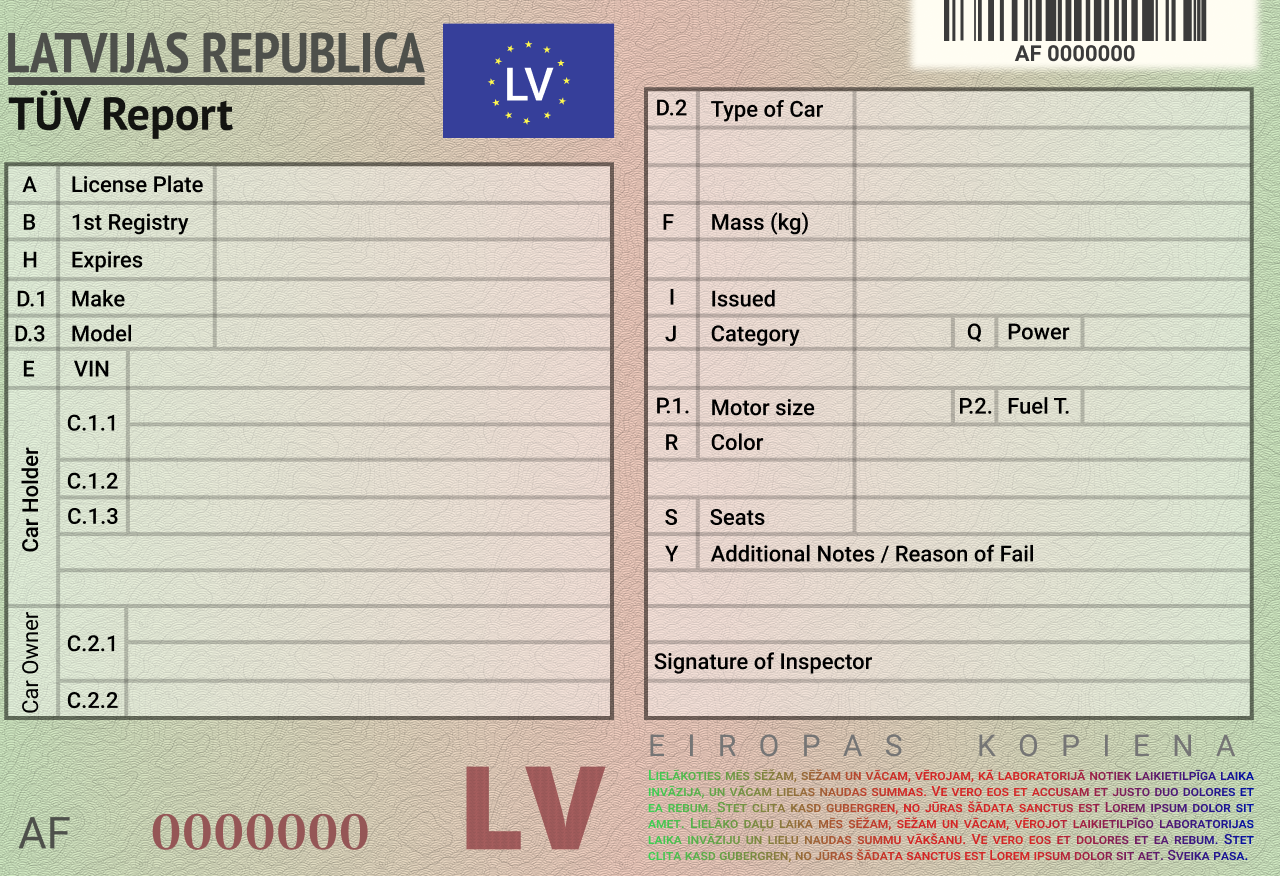 LATVIJAS REPUBLICA
TÜV Report
LV
AF 0000000
A License Plate
B 1st Registry
H Expires
D.1 Make
D.3 Model
E VIN
Car Holder
C.1.1
C.1.2
C.1.3
Car Owner
C.2.1
C.2.2
D.2 Type of Car
F Mass (kg)
I Issued
J Category Q Power
P.1. Motor size P.2. Fuel T.
R Color
S Seats
Y Additional Notes / Reason of Fail
Signature of Inspector
AF 0000000
LV
EIROPAS KOPIENA
Lielākoties mēs sēžam, sēžam un vācam, vērojam, kā laboratorijā notiek laikietilpīga laika
invāzija, un vācam lielas naudas summas. Ve vero eos et accusam et justo duo dolores et
ea rebum. Stet clita kasd gubergren, no jūras šādata sanctus est Lorem ipsum dolor sit
amet. Lielāko daļu laika mēs sēžam, sēžam un vācam, vērojot laikietilpīgo laboratorijas
laika invāziju un lielu naudas summu vākšanu. Ve vero eos et dolores et ea rebum. Stet
clita kasd gubergren, no jūras šādata sanctus est Lorem ipsum dolor sit aet. Sveika pasa.